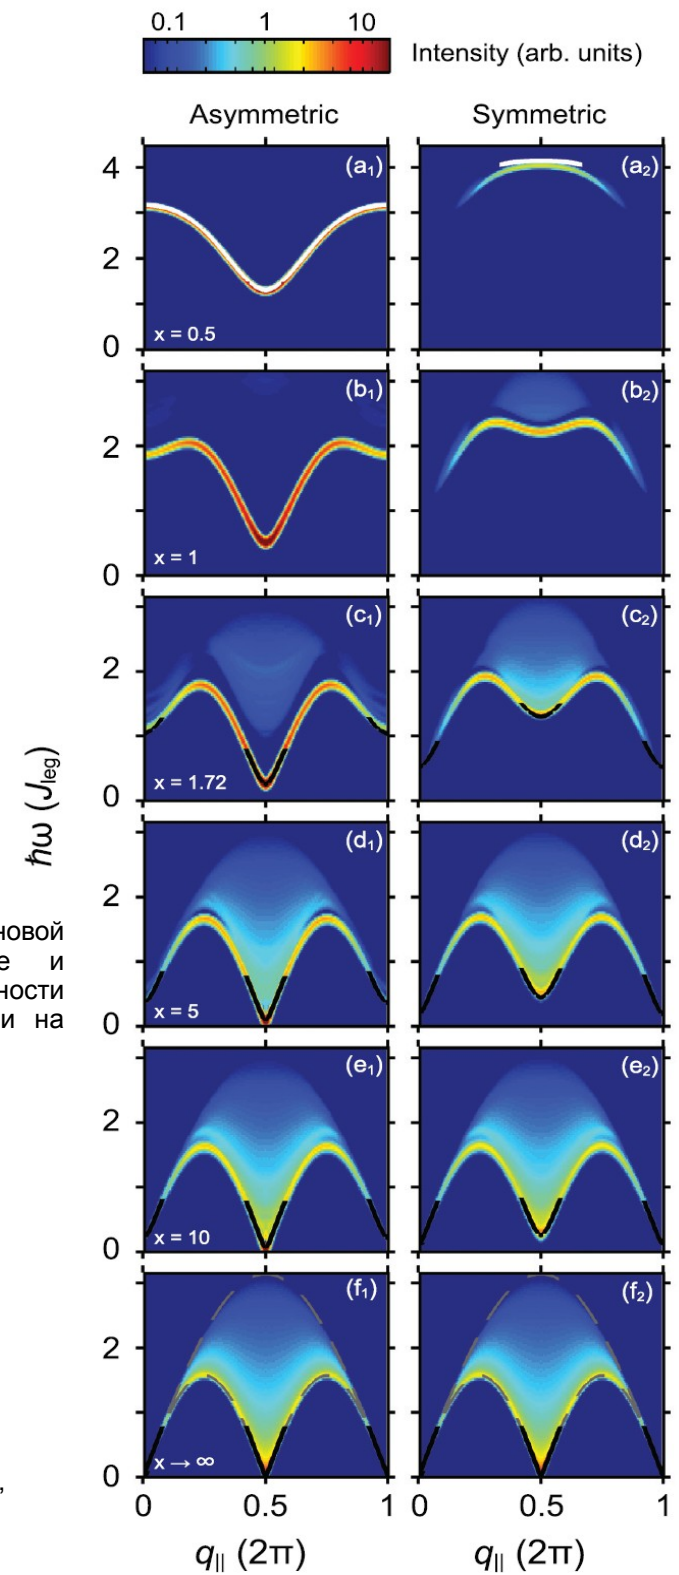 0.1 1 10
Intensity (arb. units)
Asymmetric Symmetric
(a₁) (a₂)
4
2
0
x = 0.5
(b₁) (b₂)
2
0
x = 1
(c₁) (c₂)
2
0
x = 1.72
ħω (J_leg)
(d₁) (d₂)
новой
е и
ности
и на
2
0
x = 5
(e₁) (e₂)
2
0
x = 10
(f₁) (f₂)
2
0
x → ∞
,
0 0.5 1 0 0.5 1
q|| (2π) q|| (2π)